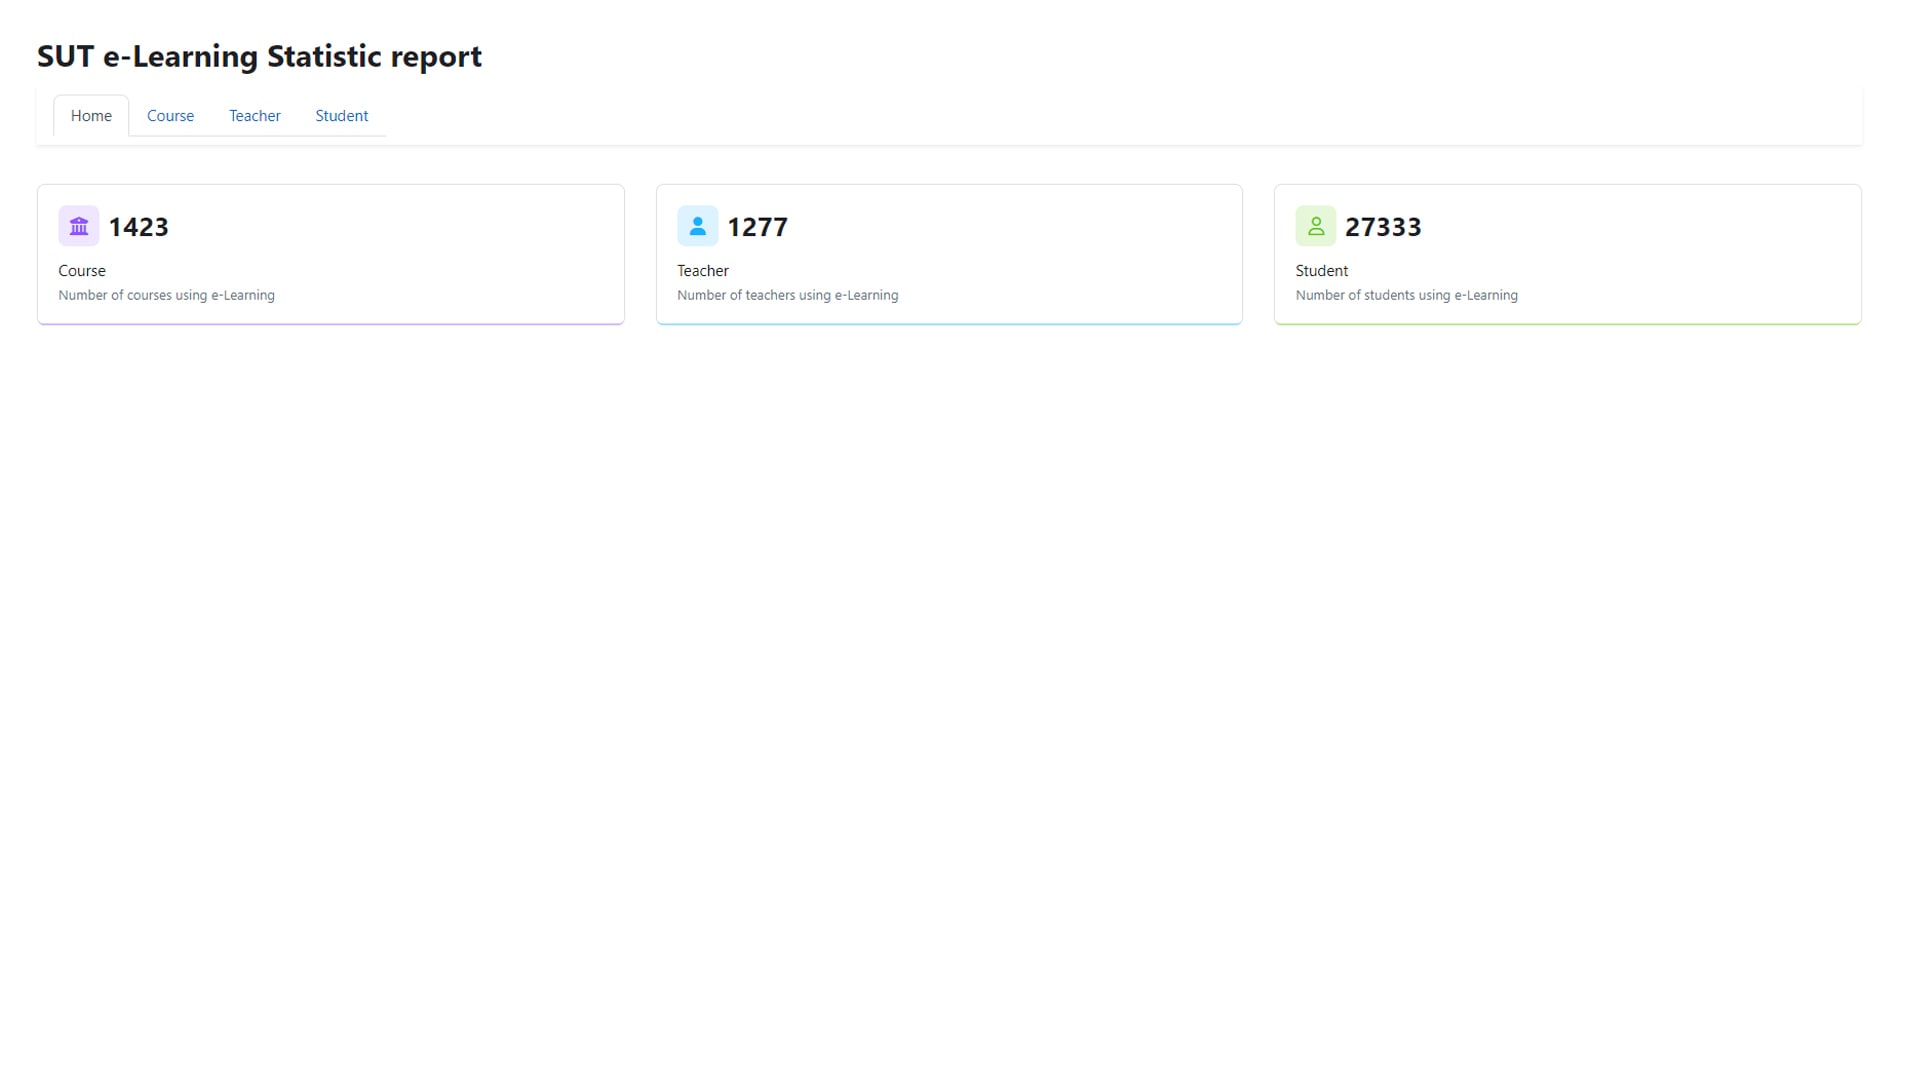 SUT e-Learning Statistic report
Home Course Teacher Student
1423
Course
Number of courses using e-Learning
1277
Teacher
Number of teachers using e-Learning
27333
Student
Number of students using e-Learning